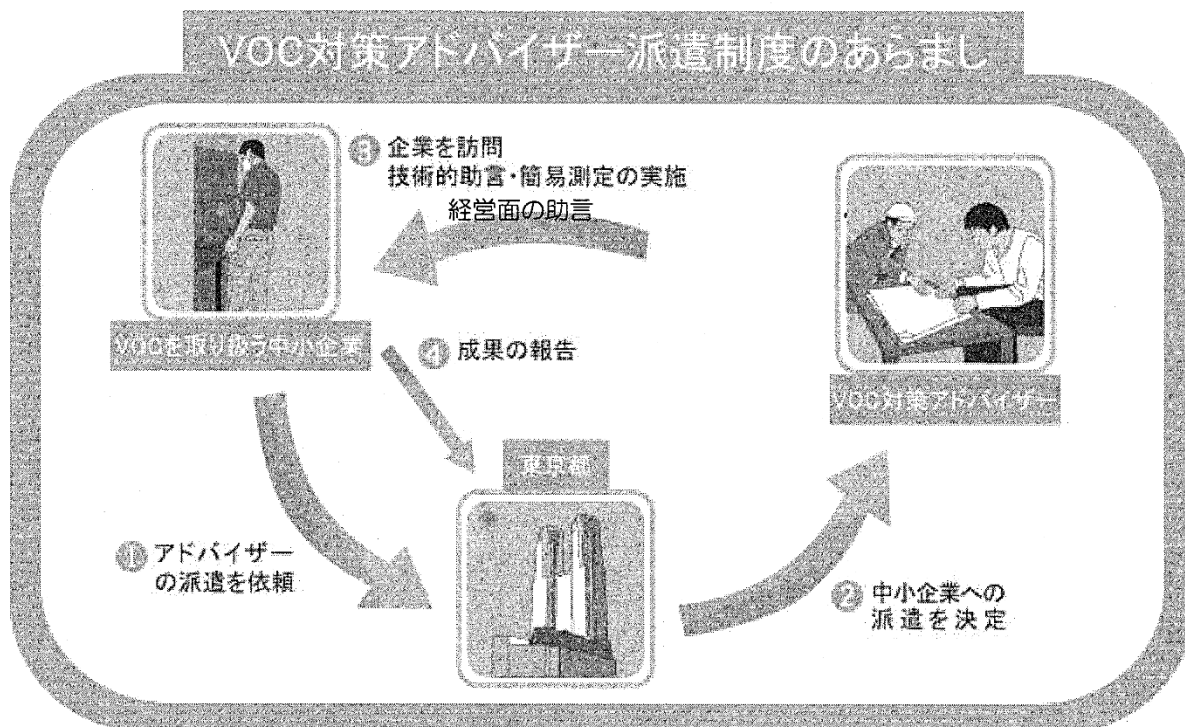 VOC対策アドバイザー派遣制度のあらまし
❸ 企業を訪問
技術的助言・簡易測定の実施
経営面の助言
VOCを取り扱う中小企業
❹ 成果の報告
VOC対策アドバイザー
東京都
❶ アドバイザー
の派遣を依頼
❷ 中小企業への
派遣を決定